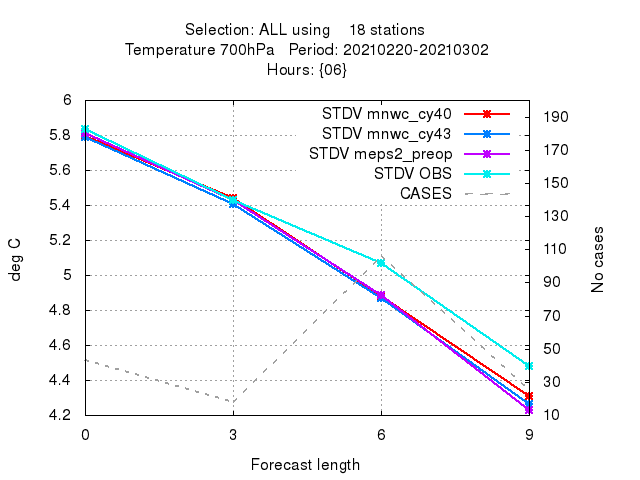 Selection: ALL using    18 stations
Temperature 700hPa   Period: 20210220-20210302
Hours: {06}
STDV mnwc_cy40
STDV mnwc_cy43
STDV meps2_preop
STDV OBS
CASES
6
5.8
5.6
5.4
5.2
5
4.8
4.6
4.4
4.2
deg C
190
170
150
130
110
90
70
50
30
10
No cases
0 3 6 9
Forecast length